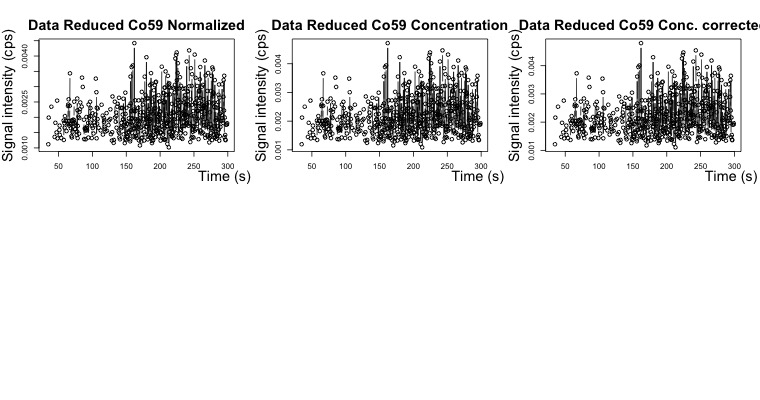 Data Reduced Co59 Normalized
Signal intensity (cps)
0.0010 0.0025 0.0040
50 100 150 200 250 300
Time (s)
Data Reduced Co59 Concentration
Signal intensity (cps)
0.001 0.002 0.003 0.004
50 100 150 200 250 300
Time (s)
Data Reduced Co59 Conc. corrected
Signal intensity (cps)
0.001 0.002 0.003 0.004
50 100 150 200 250 300
Time (s)